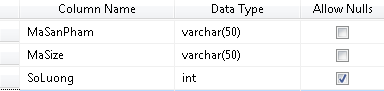 Column Name Data Type Allow Nulls
MaSanPham varchar(50)
MaSize varchar(50)
SoLuong int